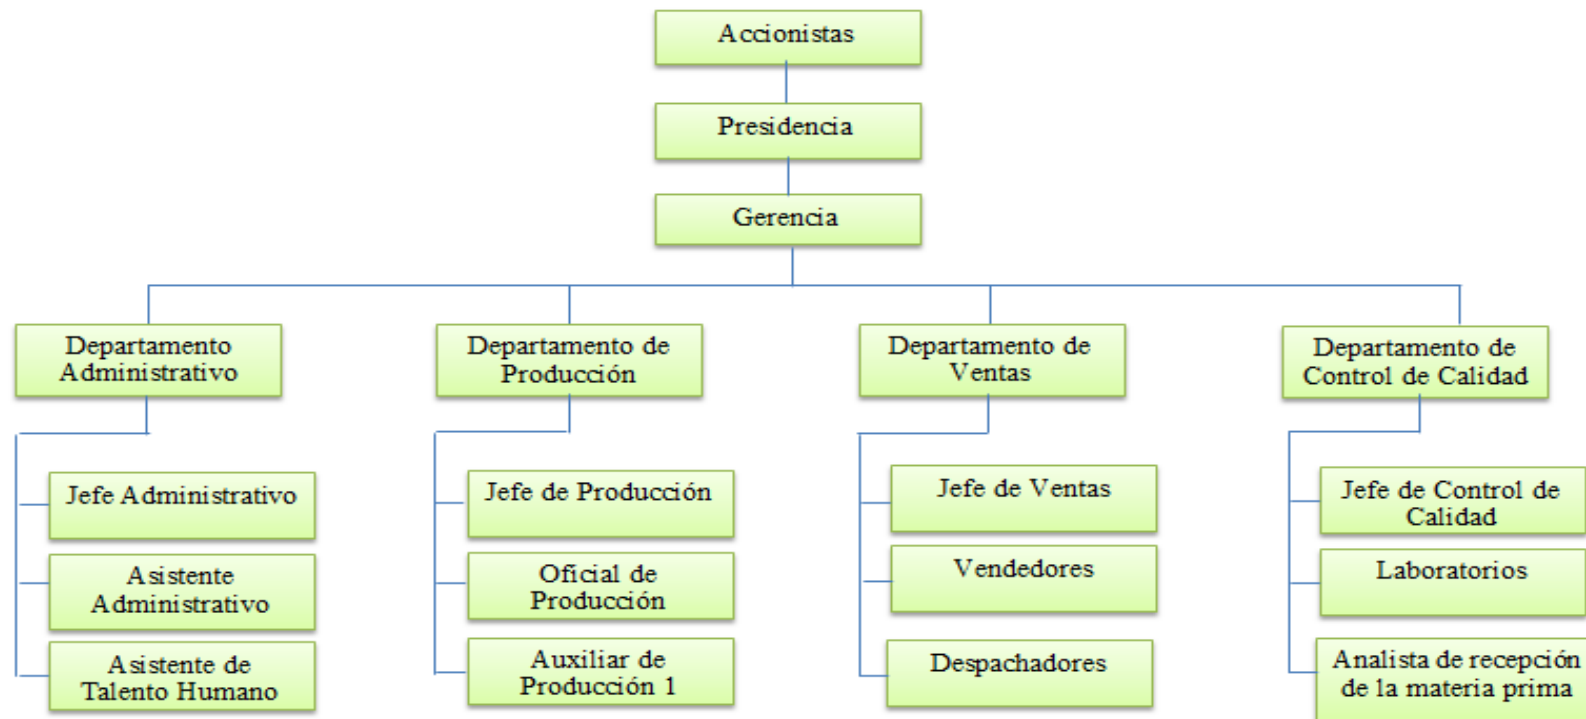 Accionistas
Presidencia
Gerencia
Departamento
Administrativo
Departamento de
Producción
Departamento de
Ventas
Departamento de
Control de Calidad
Jefe Administrativo
Asistente
Administrativo
Asistente de
Talento Humano
Jefe de Producción
Oficial de
Producción
Auxiliar de
Producción 1
Jefe de Ventas
Vendedores
Despachadores
Jefe de Control de
Calidad
Laboratorios
Analista de recepción
de la materia prima